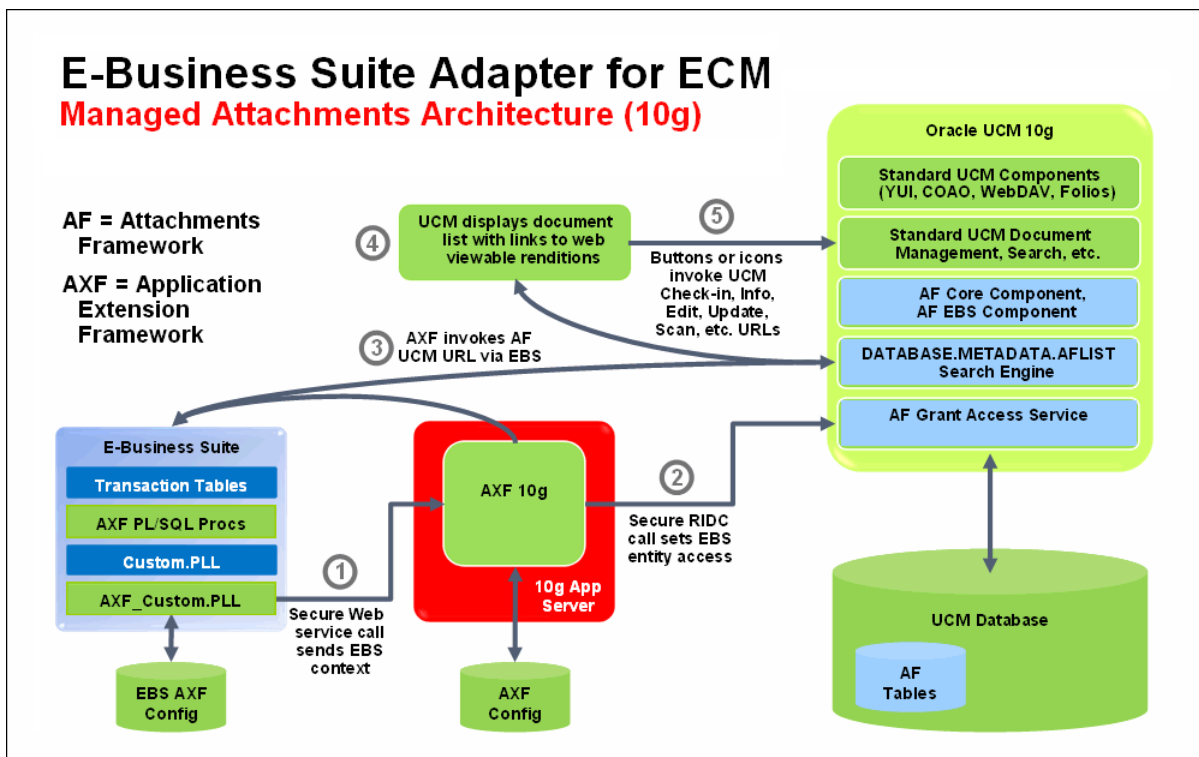 E-Business Suite Adapter for ECM
Managed Attachments Architecture (10g)
AF = Attachments
Framework
AXF = Application
Extension
Framework
4
UCM displays document
list with links to web
viewable renditions
5
Buttons or icons
invoke UCM
Check-in, Info,
Edit, Update,
Scan, etc. URLs
3
AXF invokes AF
UCM URL via EBS
Oracle UCM 10g
Standard UCM Components
(YUI, COAO, WebDAV, Folios)
Standard UCM Document
Management, Search, etc.
AF Core Component,
AF EBS Component
DATABASE.METADATA.AFLIST
Search Engine
AF Grant Access Service
E-Business Suite
Transaction Tables
AXF PL/SQL Procs
Custom.PLL
AXF_Custom.PLL
1
Secure Web
service call
sends EBS
context
AXF 10g
10g App
Server
2
Secure RIDC
call sets EBS
entity access
EBS AXF
Config
AXF
Config
UCM Database
AF
Tables